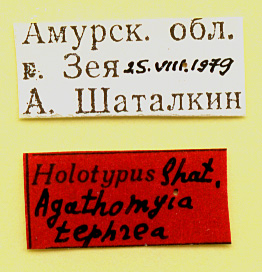 Амурск. обл.
г. Зея 25.VIII.1979
А. Шаталкин
Holotypus Shat.
Agathomyia
tephrea